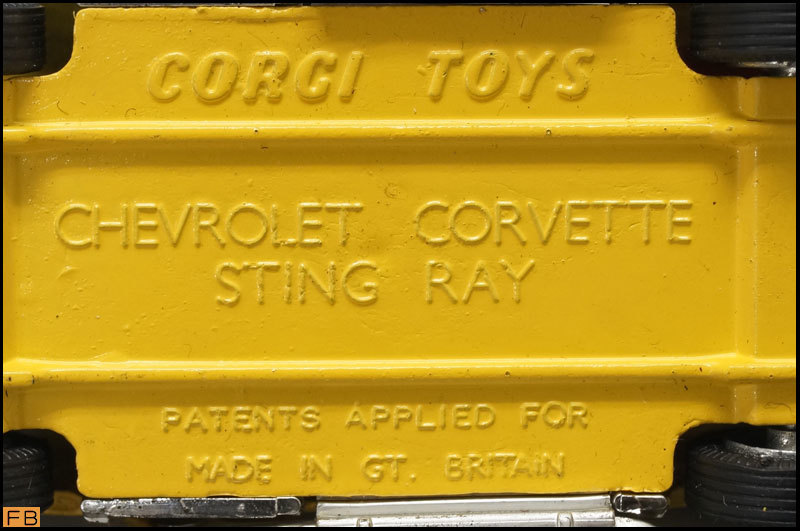 CORGI TOYS
CHEVROLET CORVETTE
STING RAY
PATENTS APPLIED FOR
MADE IN GT. BRITAIN
FB